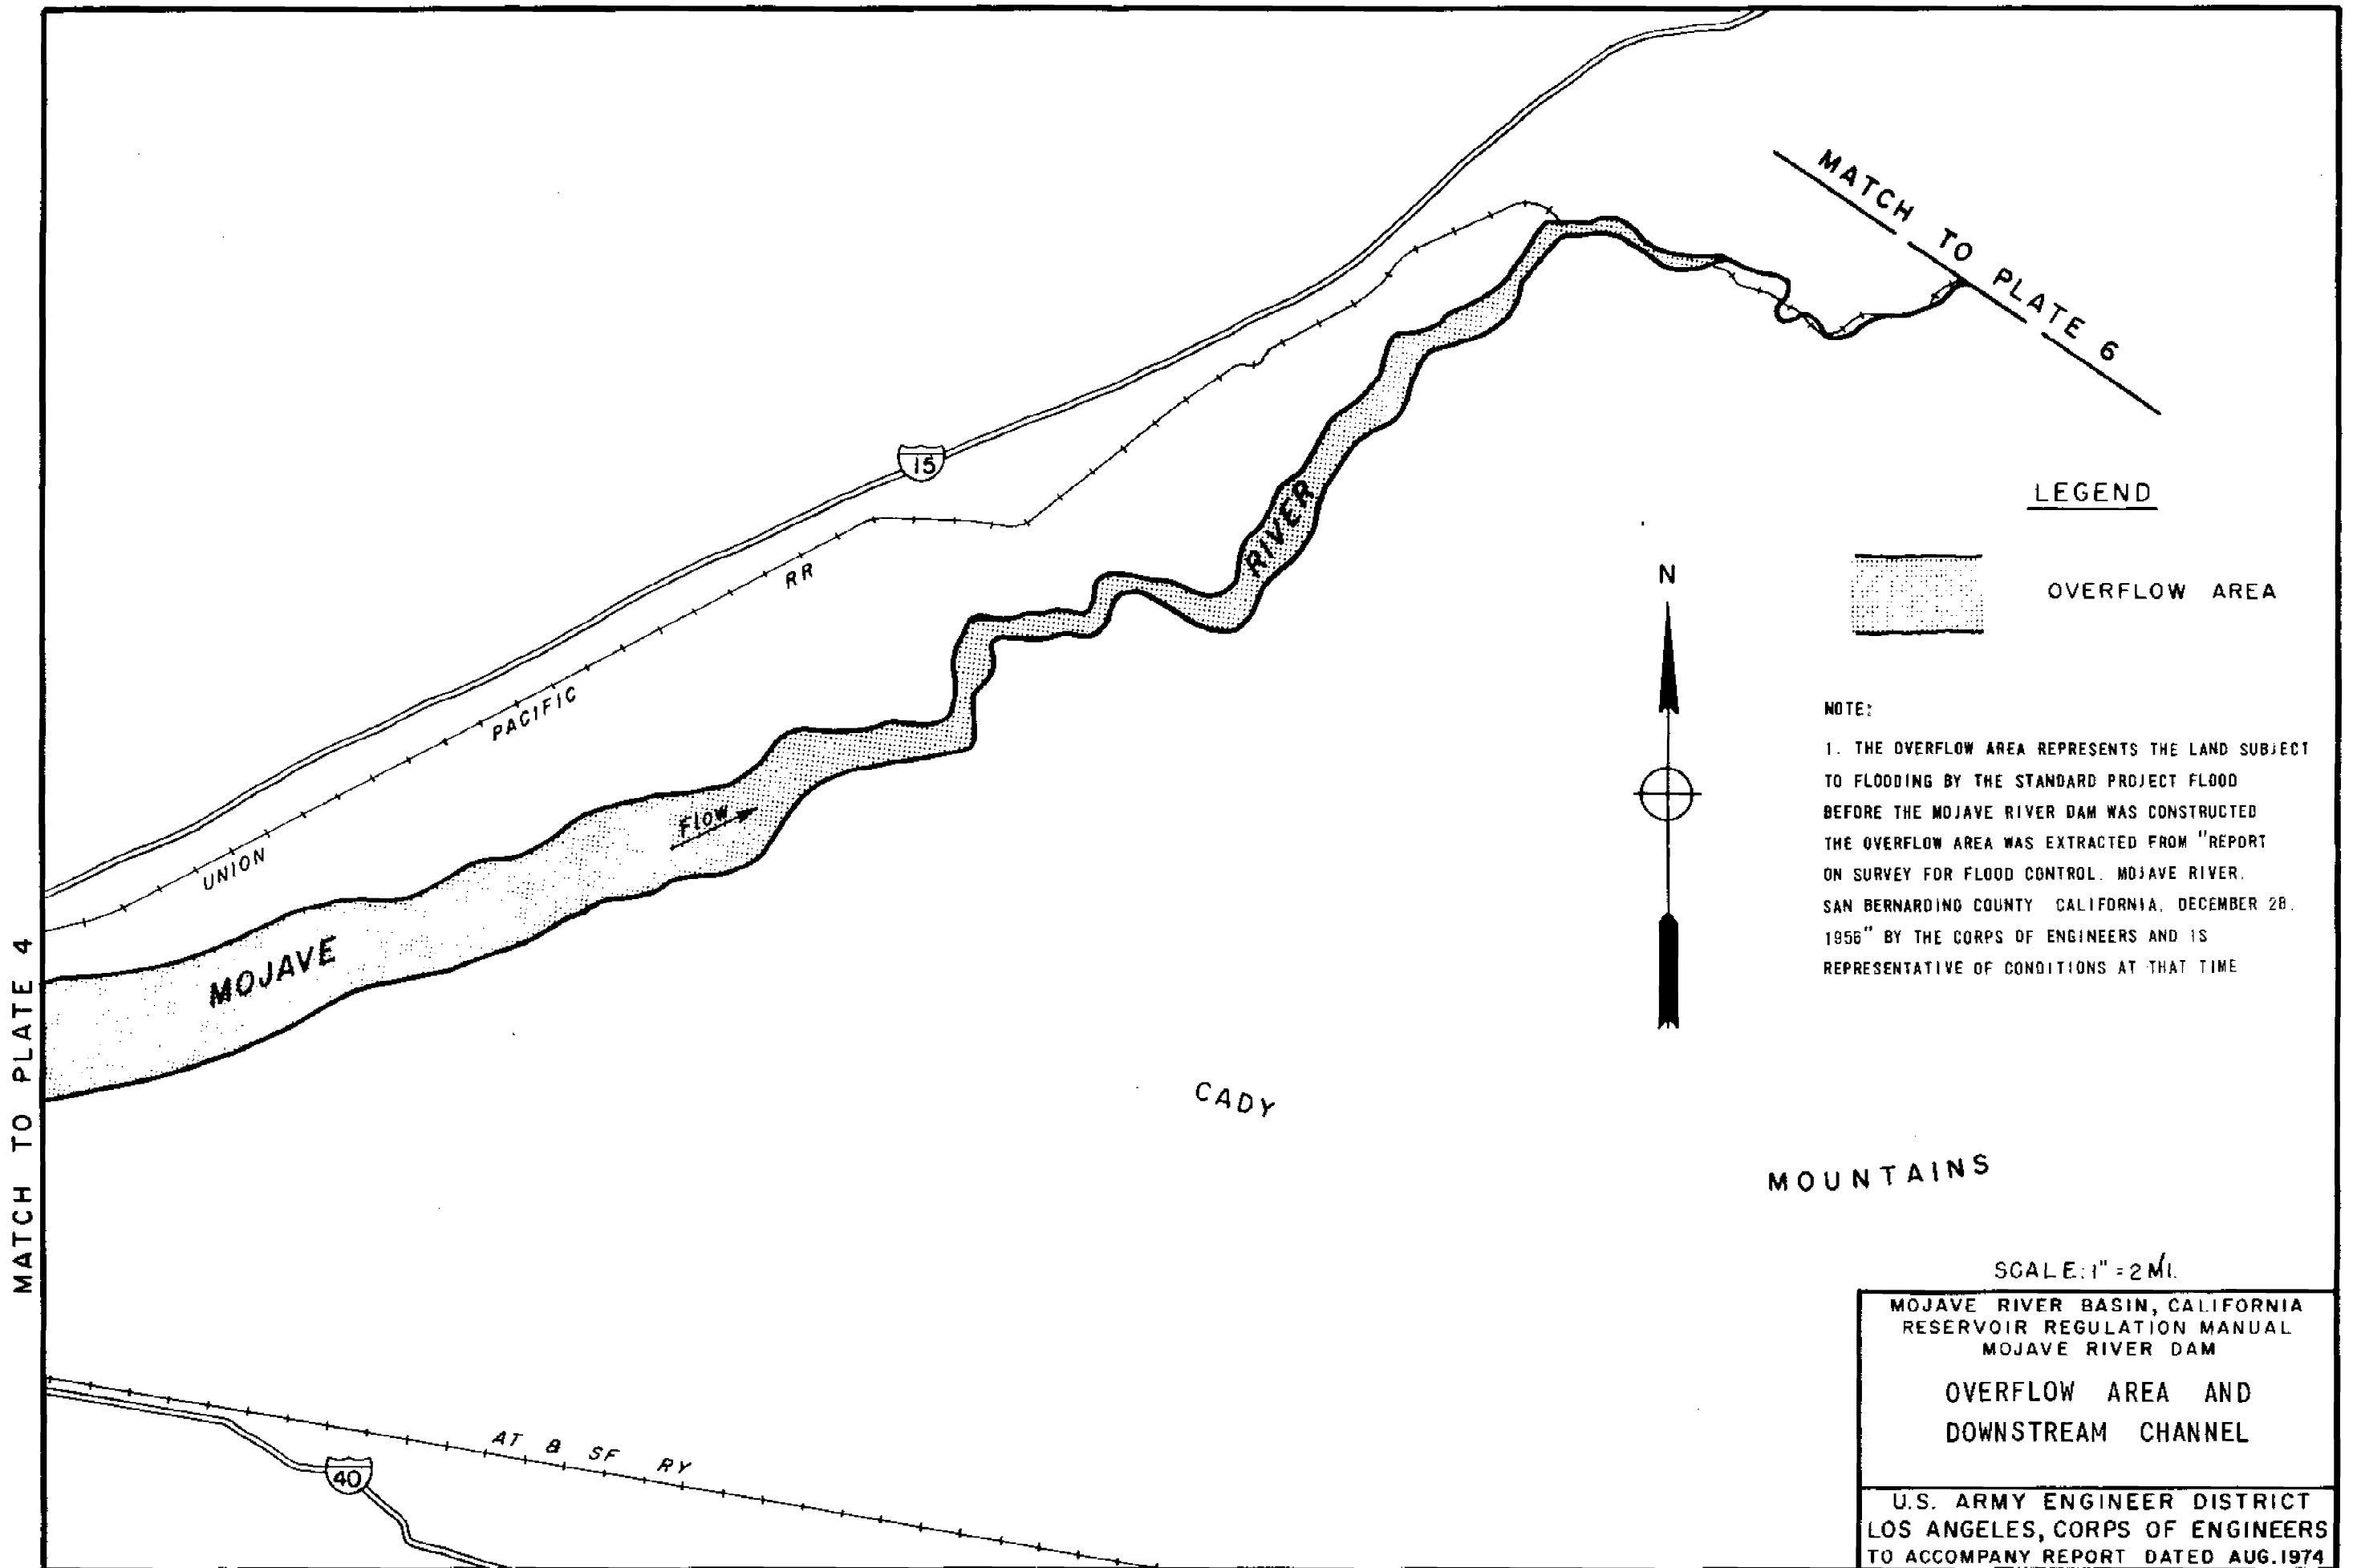 MATCH TO PLATE 6
15
RIVER
LEGEND
RR
N
OVERFLOW AREA
PACIFIC
NOTE:
1. THE OVERFLOW AREA REPRESENTS THE LAND SUBJECT
TO FLOODING BY THE STANDARD PROJECT FLOOD
BEFORE THE MOJAVE RIVER DAM WAS CONSTRUCTED
THE OVERFLOW AREA WAS EXTRACTED FROM "REPORT
ON SURVEY FOR FLOOD CONTROL. MOJAVE RIVER.
SAN BERNARDINO COUNTY CALIFORNIA, DECEMBER 28,
1956" BY THE CORPS OF ENGINEERS AND IS
REPRESENTATIVE OF CONDITIONS AT THAT TIME
FLOW
UNION
MOJAVE
MATCH TO PLATE 4
CADY
MOUNTAINS
SCALE: 1" = 2 MI.
MOJAVE RIVER BASIN, CALIFORNIA
RESERVOIR REGULATION MANUAL
MOJAVE RIVER DAM
OVERFLOW AREA AND
DOWNSTREAM CHANNEL
AT & SF RY
40
U.S. ARMY ENGINEER DISTRICT
LOS ANGELES, CORPS OF ENGINEERS
TO ACCOMPANY REPORT DATED AUG.1974